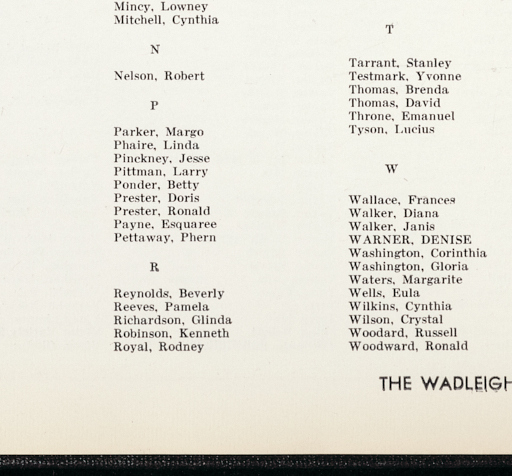 Mincy, Lowney
Mitchell, Cynthia
N
Nelson, Robert
P
Parker, Margo
Phaire, Linda
Pinckney, Jesse
Pittman, Larry
Ponder, Betty
Prester, Doris
Prester, Ronald
Payne, Esquaree
Pettaway, Phern
R
Reynolds, Beverly
Reeves, Pamela
Richardson, Glinda
Robinson, Kenneth
Royal, Rodney
T
Tarrant, Stanley
Testmark, Yvonne
Thomas, Brenda
Thomas, David
Throne, Emanuel
Tyson, Lucius
W
Wallace, Frances
Walker, Diana
Walker, Janis
WARNER, DENISE
Washington, Corinthia
Washington, Gloria
Waters, Margarite
Wells, Eula
Wilkins, Cynthia
Wilson, Crystal
Woodard, Russell
Woodward, Ronald
THE WADLEIGH